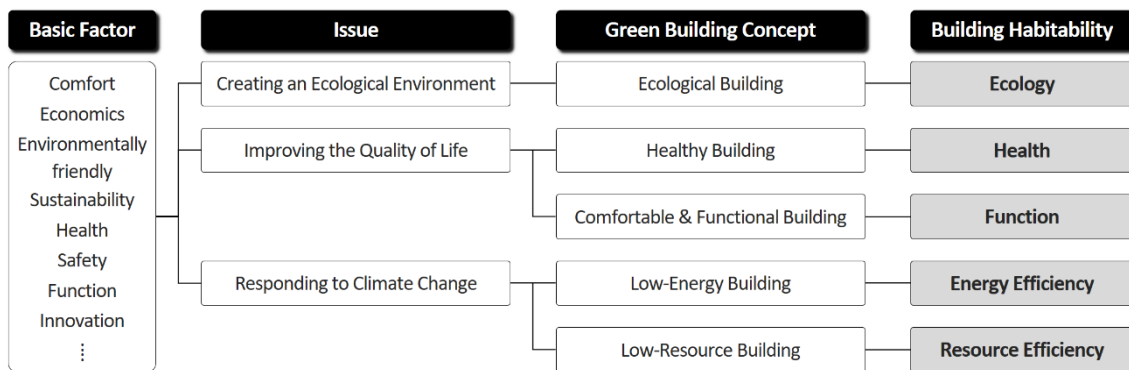 Basic Factor
Issue
Green Building Concept
Building Habitability
Comfort
Economics
Environmentally
friendly
Sustainability
Health
Safety
Function
Innovation
⋮
Creating an Ecological Environment
Ecological Building
Ecology
Improving the Quality of Life
Healthy Building
Health
Comfortable & Functional Building
Function
Responding to Climate Change
Low-Energy Building
Energy Efficiency
Low-Resource Building
Resource Efficiency